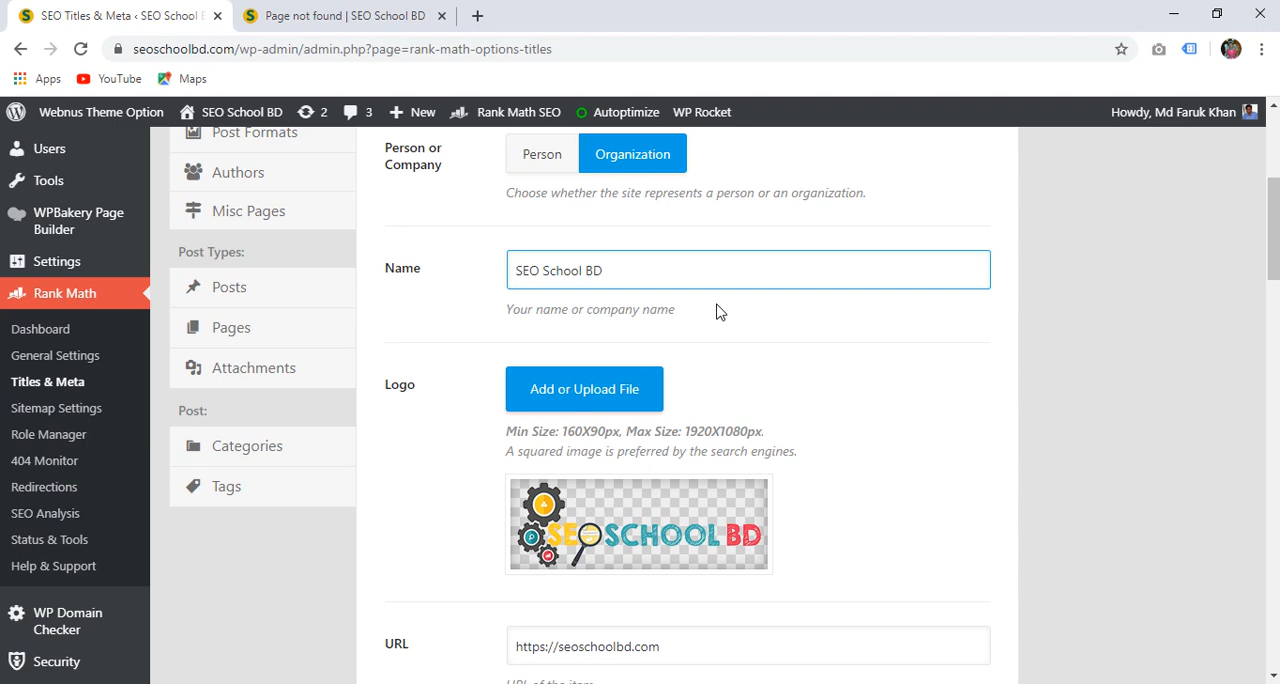 SEO Titles & Meta ‹ SEO School B
Page not found | SEO School BD
seoschoolbd.com/wp-admin/admin.php?page=rank-math-options-titles
Apps
YouTube
Maps
Webnus Theme Option
SEO School BD
2
3
New
Rank Math SEO
Autoptimize
WP Rocket
Howdy, Md Faruk Khan
Users
Tools
WPBakery Page
Builder
Settings
Rank Math
Dashboard
General Settings
Titles & Meta
Sitemap Settings
Role Manager
404 Monitor
Redirections
SEO Analysis
Status & Tools
Help & Support
WP Domain
Checker
Security
Post Formats
Authors
Misc Pages
Post Types:
Posts
Pages
Attachments
Post:
Categories
Tags
Person or
Company
Person
Organization
Choose whether the site represents a person or an organization.
Name
SEO School BD
Your name or company name
Logo
Add or Upload File
Min Size: 160X90px, Max Size: 1920X1080px.
A squared image is preferred by the search engines.
SEO SCHOOL BD
URL
https://seoschoolbd.com